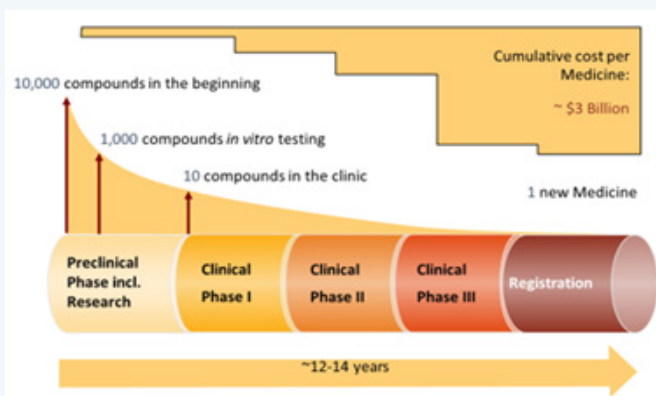 Cumulative cost per
Medicine:
~ $3 Billion
10,000 compounds in the beginning
1,000 compounds in vitro testing
10 compounds in the clinic
1 new Medicine
Preclinical
Phase incl.
Research
Clinical
Phase I
Clinical
Phase II
Clinical
Phase III
Registration
~12-14 years